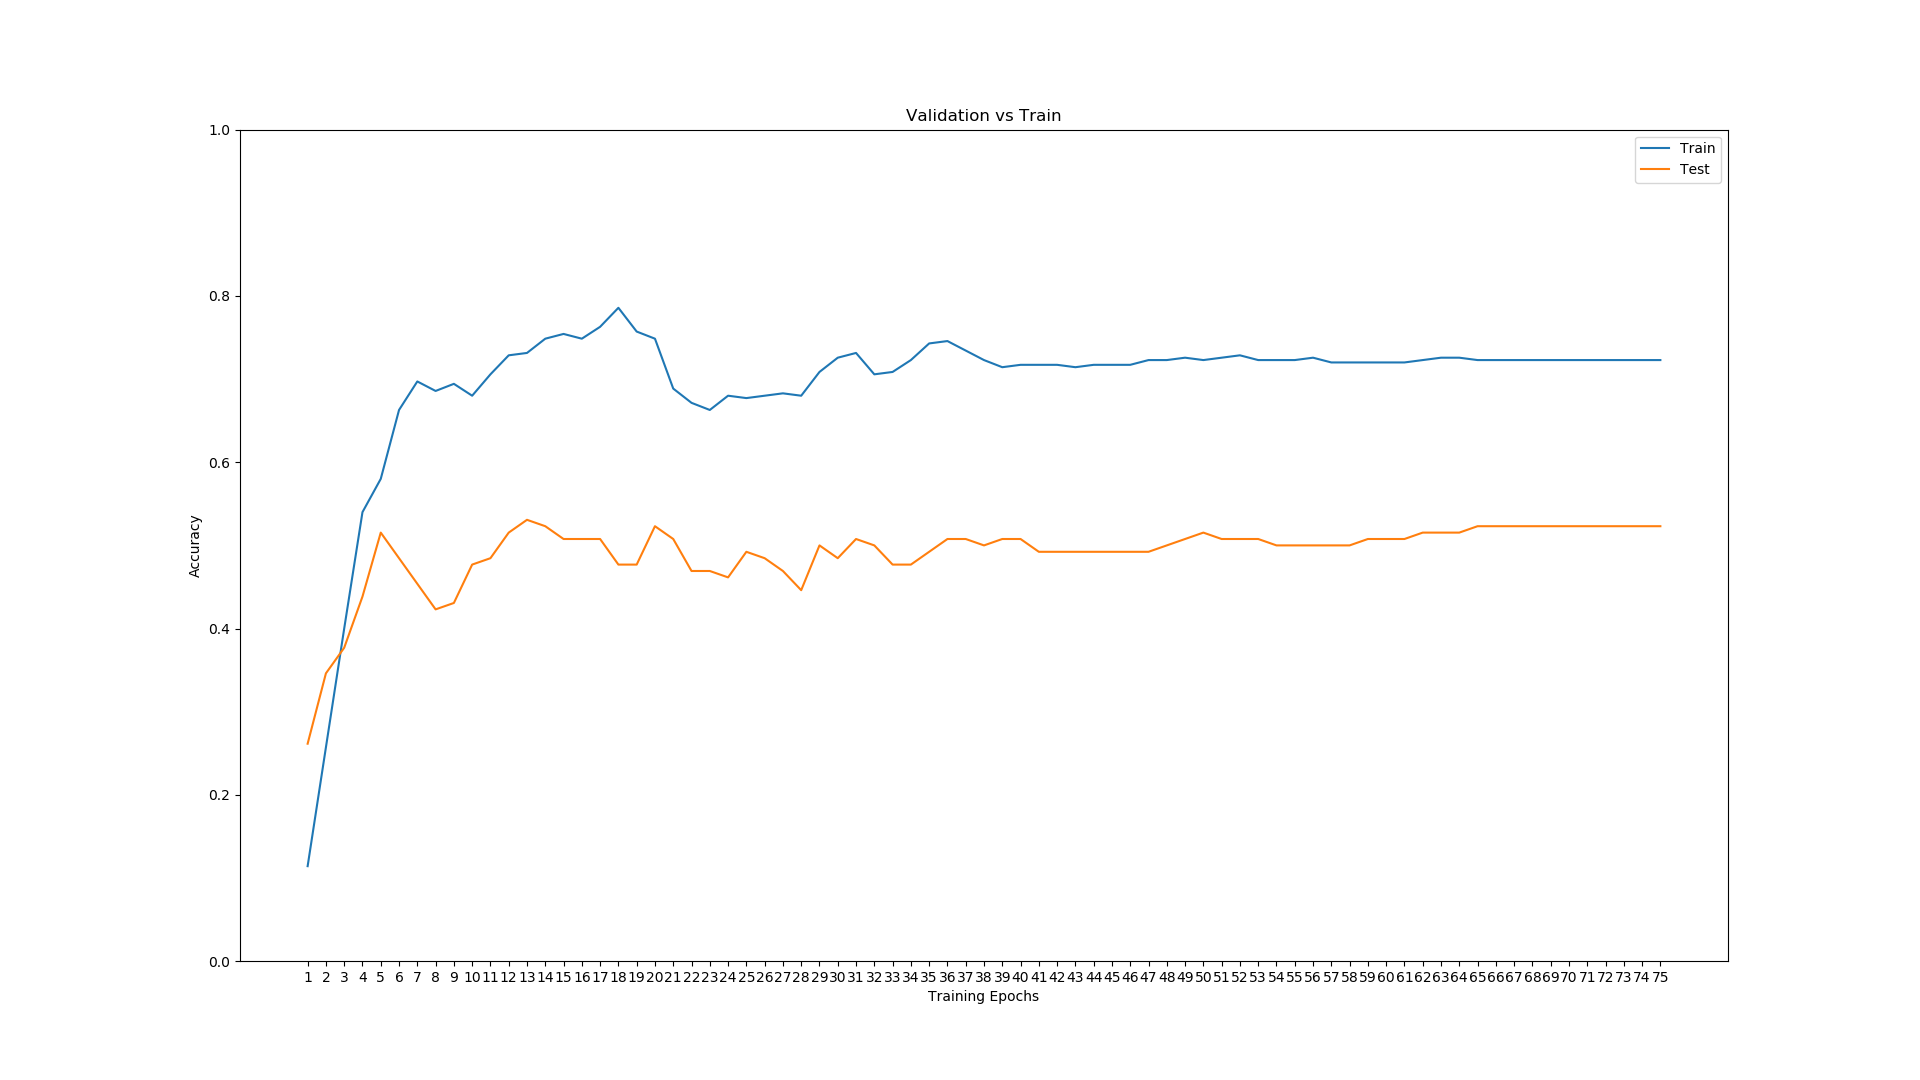 Validation vs Train
1.0
Train
Test
0.8
0.6
Accuracy
0.4
0.2
0.0
1 2 3 4 5 6 7 8 9 10 11 12 13 14 15 16 17 18 19 20 21 22 23 24 25 26 27 28 29 30 31 32 33 34 35 36 37 38 39 40 41 42 43 44 45 46 47 48 49 50 51 52 53 54 55 56 57 58 59 60 61 62 63 64 65 66 67 68 69 70 71 72 73 74 75
Training Epochs